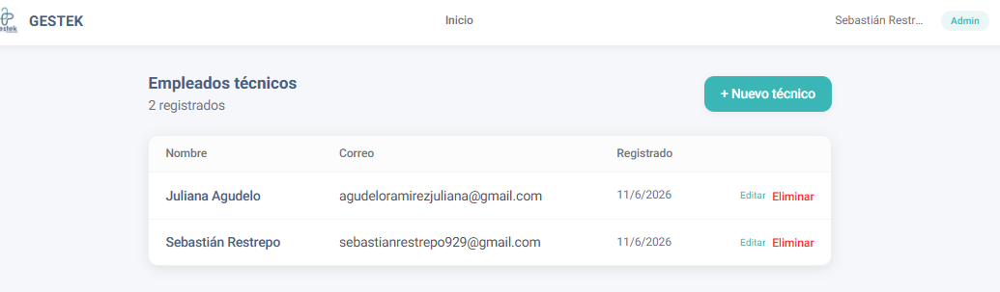 GESTEK Inicio Sebastián Restr... Admin
Empleados técnicos
2 registrados
+ Nuevo técnico
Nombre Correo Registrado
Juliana Agudelo agudeloramirezjuliana@gmail.com 11/6/2026 Editar Eliminar
Sebastián Restrepo sebastianrestrepo929@gmail.com 11/6/2026 Editar Eliminar